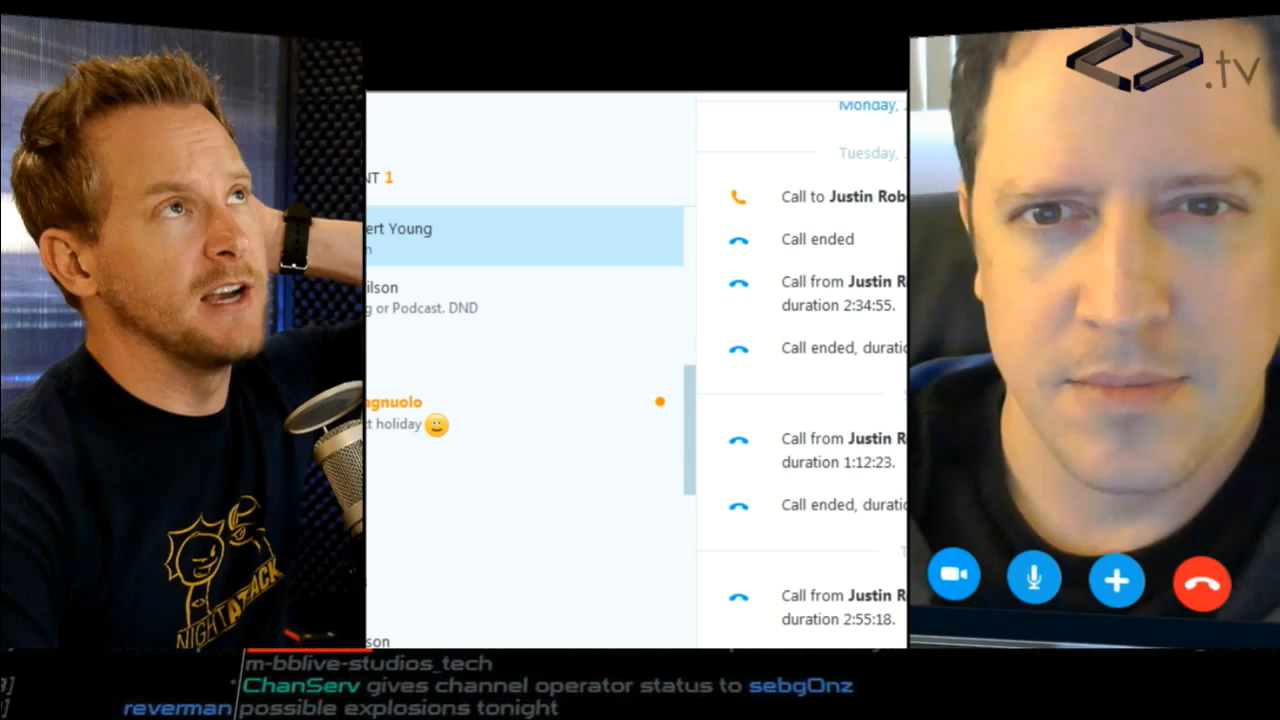 .tv
Monday,
Tuesday,
NT 1
Call to Justin Rob
ert Young
Call ended
ilson
Call from Justin R
g or Podcast. DND
duration 2:34:55.
Call ended, duratio
agnuolo
t holiday
Call from Justin R
duration 1:12:23.
Call ended, duratio
Call from Justin R
duration 2:55:18.
son
NIGHT ATTACK
m-bblive-studios_tech
ChanServ gives channel operator status to sebgOnz
reverman possible explosions tonight